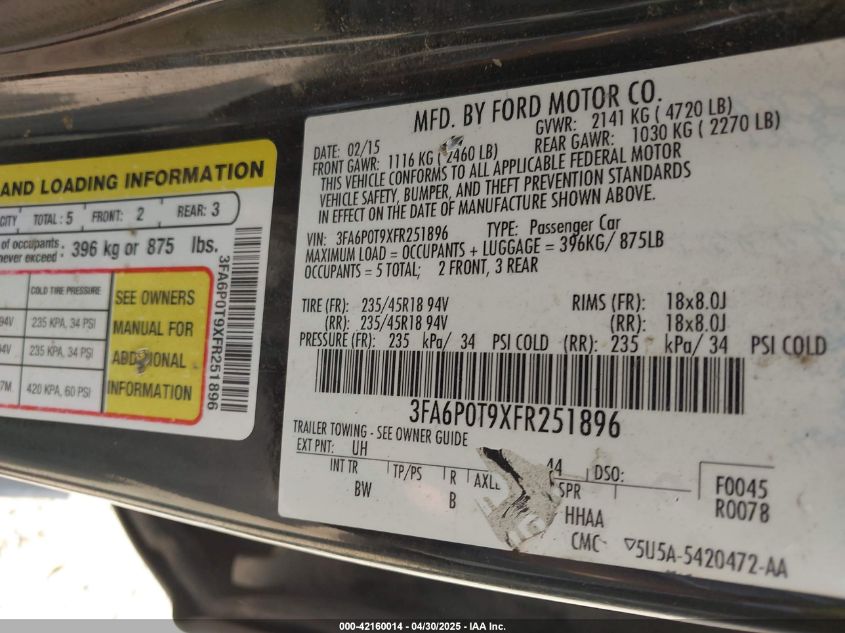 AND LOADING INFORMATION
CITY TOTAL: 5 FRONT: 2 REAR: 3
of occupants never exceed: 396 kg or 875 lbs.
COLD TIRE PRESSURE
94V 235 KPA, 34 PSI
94V 235 KPA, 34 PSI
7M 420 KPA, 60 PSI
SEE OWNERS
MANUAL FOR
ADDITIONAL
INFORMATION
3FA6P0T9XFR251896
MFD. BY FORD MOTOR CO.
DATE: 02/15 GVWR: 2141 KG ( 4720 LB)
FRONT GAWR: 1116 KG ( 2460 LB) REAR GAWR: 1030 KG ( 2270 LB)
THIS VEHICLE CONFORMS TO ALL APPLICABLE FEDERAL MOTOR
VEHICLE SAFETY, BUMPER, AND THEFT PREVENTION STANDARDS
IN EFFECT ON THE DATE OF MANUFACTURE SHOWN ABOVE.
VIN: 3FA6P0T9XFR251896 TYPE: Passenger Car
MAXIMUM LOAD = OCCUPANTS + LUGGAGE = 396KG/ 875LB
OCCUPANTS = 5 TOTAL; 2 FRONT, 3 REAR
TIRE (FR): 235/45R18 94V RIMS (FR): 18x8.0J
(RR): 235/45R18 94V (RR): 18x8.0J
PRESSURE (FR): 235 kPa/ 34 PSI COLD (RR): 235 kPa/ 34 PSI COLD
3FA6P0T9XFR251896
TRAILER TOWING - SEE OWNER GUIDE
EXT PNT: UH 44 DSO: F0045
INT TR TP/PS R AXLE SPR R0078
BW B HHAA
CMC 5U5A-5420472-AA
000-42160014 - 04/30/2025 - IAA Inc.